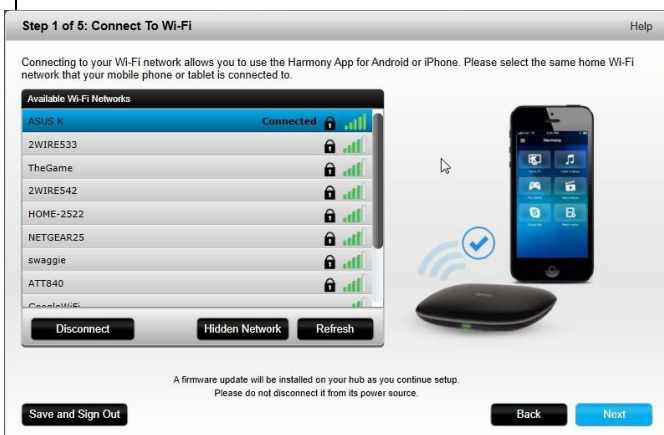 Step 1 of 5: Connect To Wi-Fi
Help
Connecting to your Wi-Fi network allows you to use the Harmony App for Android or iPhone. Please select the same home Wi-Fi
network that your mobile phone or tablet is connected to.
Available Wi-Fi Networks
ASUS K Connected
2WIRE533
TheGame
2WIRE542
HOME-2522
NETGEAR25
swaggie
ATT840
GoogleWiFi
Harmony
Disconnect
Hidden Network
Refresh
A firmware update will be installed on your hub as you continue setup.
Please do not disconnect it from its power source.
Save and Sign Out
Back
Next